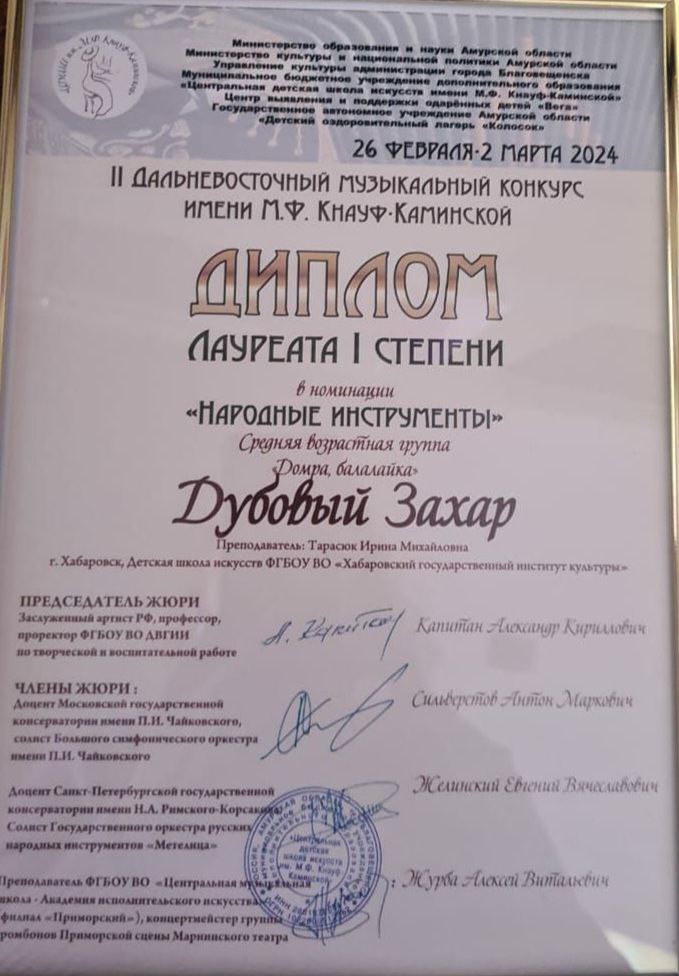 Министерство образования и науки Амурской области
Министерство культуры и национальной политики Амурской области
Управление культуры администрации города Благовещенска
Муниципальное бюджетное учреждение дополнительного образования
«Центральная детская школа искусств имени М.Ф. Кнауф-Каминской»
Центр выявления и поддержки одарённых детей «Вега»
Государственное автономное учреждение Амурской области
«Детский оздоровительный лагерь «Колосок»
26 ФЕВРАЛЯ-2 МАРТА 2024
II ДАЛЬНЕВОСТОЧНЫЙ МУЗЫКАЛЬНЫЙ КОНКУРС
ИМЕНИ М.Ф. КНАУФ-КАМИНСКОЙ
ДИПЛОМ
ЛАУРЕАТА I СТЕПЕНИ
в номинации
«НАРОДНЫЕ ИНСТРУМЕНТЫ»
Средняя возрастная группа
«Домра, балалайка»
Дубовый Захар
Преподаватель: Тарасюк Ирина Михайловна
г. Хабаровск, Детская школа искусств ФГБОУ ВО «Хабаровский государственный институт культуры»
ПРЕДСЕДАТЕЛЬ ЖЮРИ
Заслуженный артист РФ, профессор,
проректор ФГБОУ ВО ДВГИИ
по творческой и воспитательной работе
Капитан Александр Кириллович
ЧЛЕНЫ ЖЮРИ :
Доцент Московской государственной
консерватории имени П.И. Чайковского,
солист Большого симфонического оркестра
имени П.И. Чайковского
Сильверстов Антон Маркович
Доцент Санкт-Петербургской государственной
консерватории имени Н.А. Римского-Корсакова
Солист Государственного оркестра русских
народных инструментов «Метелица»
Желинский Евгений Вячеславович
Преподаватель ФГБОУ ВО «Центральная музыкальная
школа - Академия исполнительского искусства»
филиал «Приморский»), концертмейстер группы
тромбонов Приморской сцены Мариинского театра
Журба Алексей Витальевич
«Центральная
детская
школа искусств
им. М.Ф. Кнауф
Каминской»